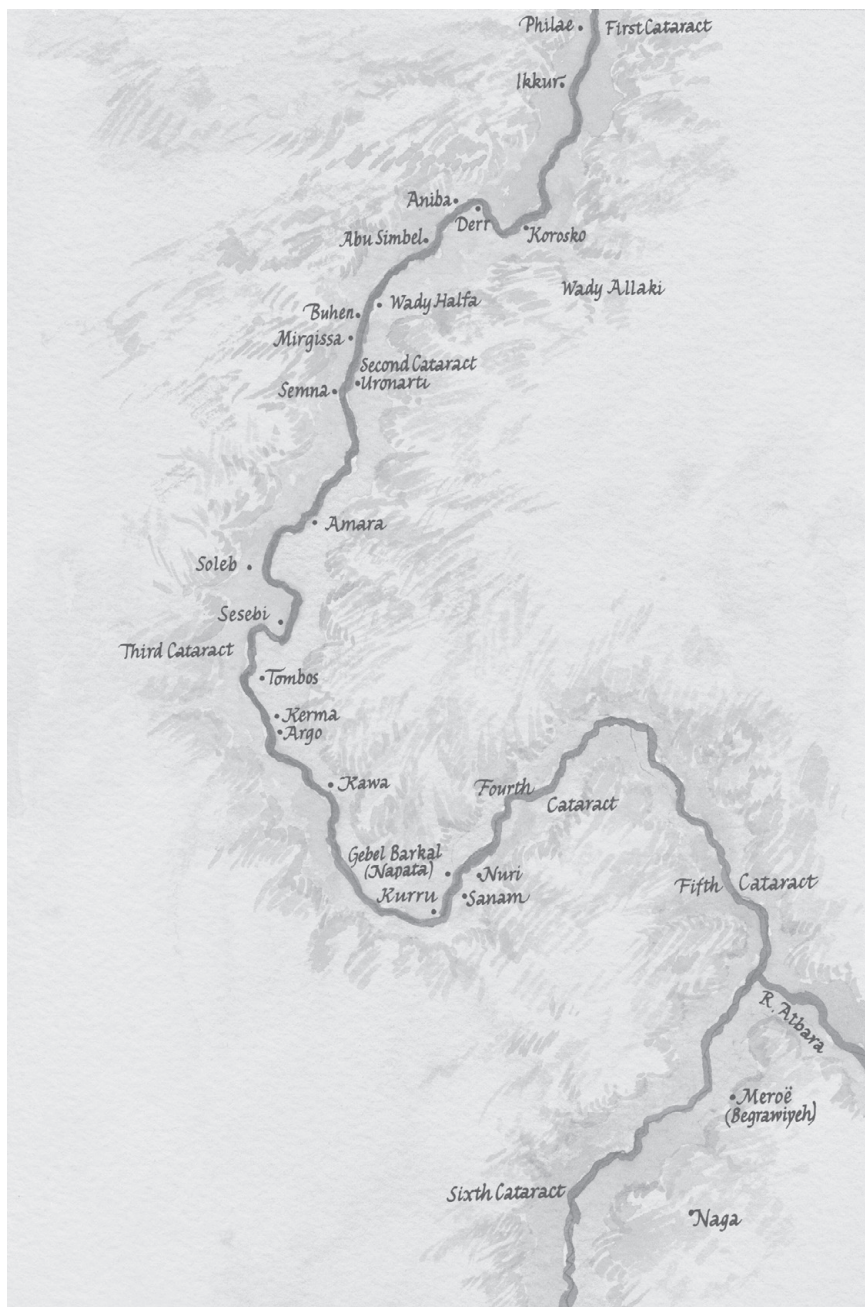 Philae
First Cataract
Ikkur
Aniba
Derr
Korosko
Abu Simbel
Wady Allaki
Wady Halfa
Buhen
Mirgissa
Second Cataract
Uronarti
Semna
Amara
Soleb
Sesebi
Third Cataract
Tombos
Kerma
Argo
Kawa
Fourth
Cataract
Gebel Barkal
(Napata)
Nuri
Kurru
Sanam
Fifth Cataract
R. Atbara
Meroë
(Begrawiyeh)
Sixth Cataract
Naga